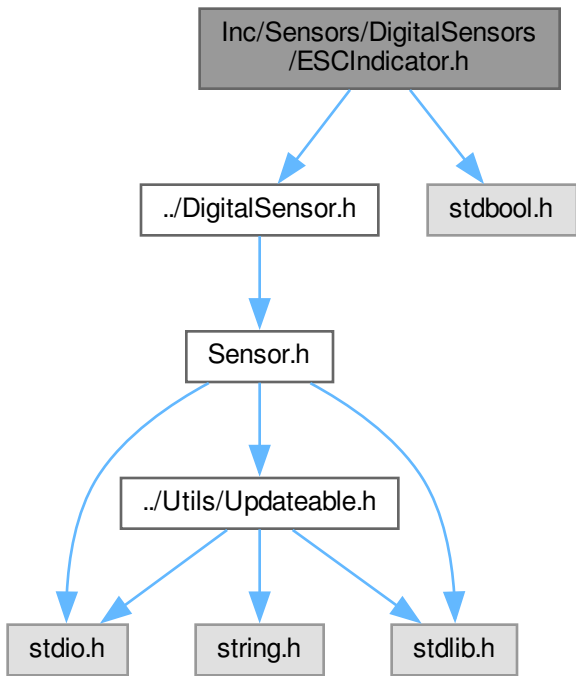 Inc/Sensors/DigitalSensors
/ESCIndicator.h
../DigitalSensor.h
stdbool.h
Sensor.h
../Utils/Updateable.h
stdio.h
string.h
stdlib.h